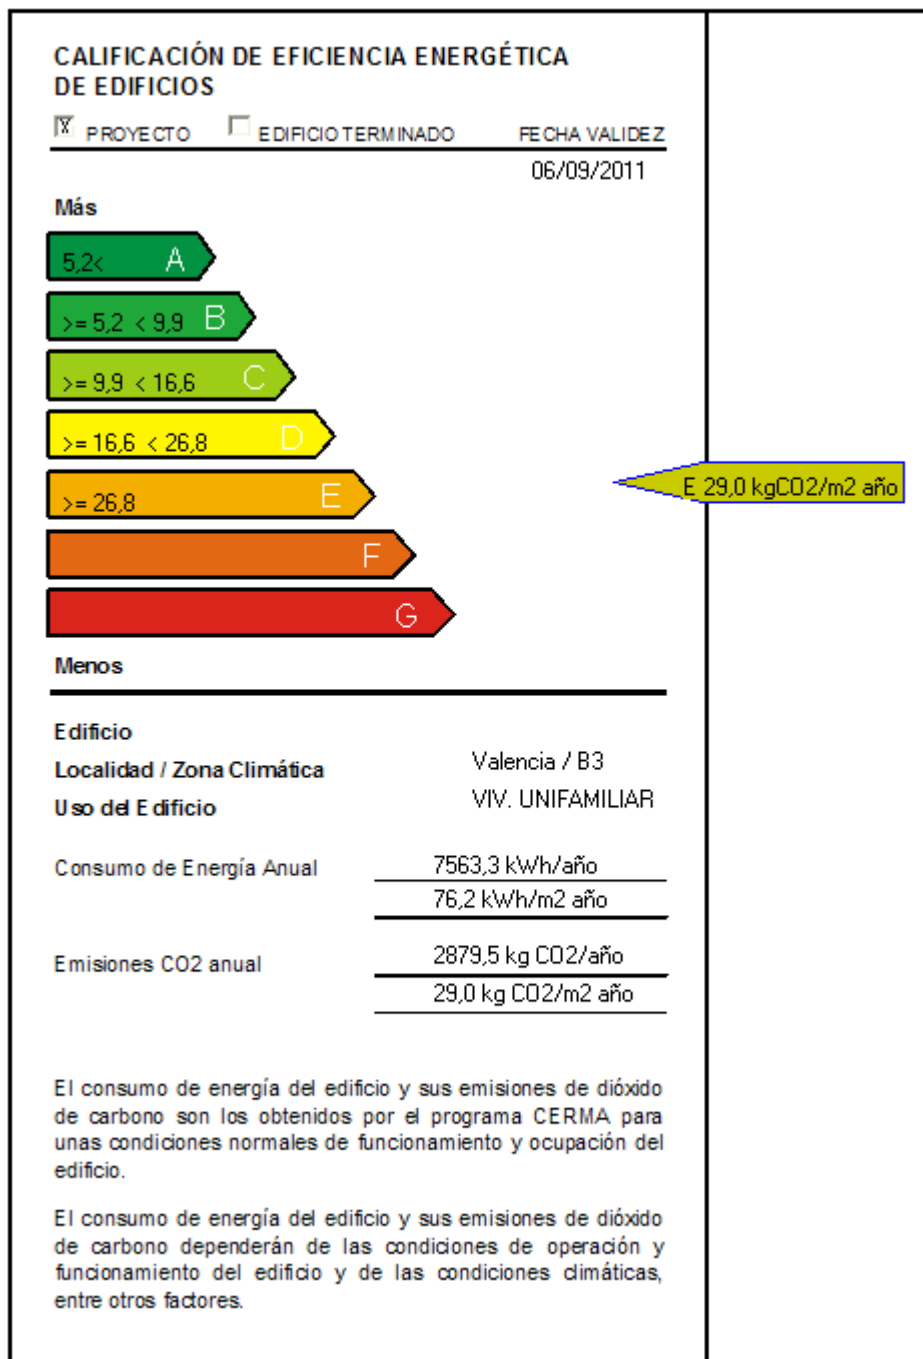 CALIFICACIÓN DE EFICIENCIA ENERGÉTICA
DE EDIFICIOS
X PROYECTO EDIFICIO TERMINADO FECHA VALIDEZ
06/09/2011
Más
5,2< A
>= 5,2 < 9,9 B
>= 9,9 < 16,6 C
>= 16,6 < 26,8 D
>= 26,8 E
E 29,0 kgCO2/m2 año
F
G
Menos
Edificio
Localidad / Zona Climática Valencia / B3
Uso del Edificio VIV. UNIFAMILIAR
Consumo de Energía Anual 7563,3 kWh/año
76,2 kWh/m2 año
Emisiones CO2 anual 2879,5 kg CO2/año
29,0 kg CO2/m2 año
El consumo de energía del edificio y sus emisiones de dióxido
de carbono son los obtenidos por el programa CERMA para
unas condiciones normales de funcionamiento y ocupación del
edificio.
El consumo de energía del edificio y sus emisiones de dióxido
de carbono dependerán de las condiciones de operación y
funcionamiento del edificio y de las condiciones climáticas,
entre otros factores.